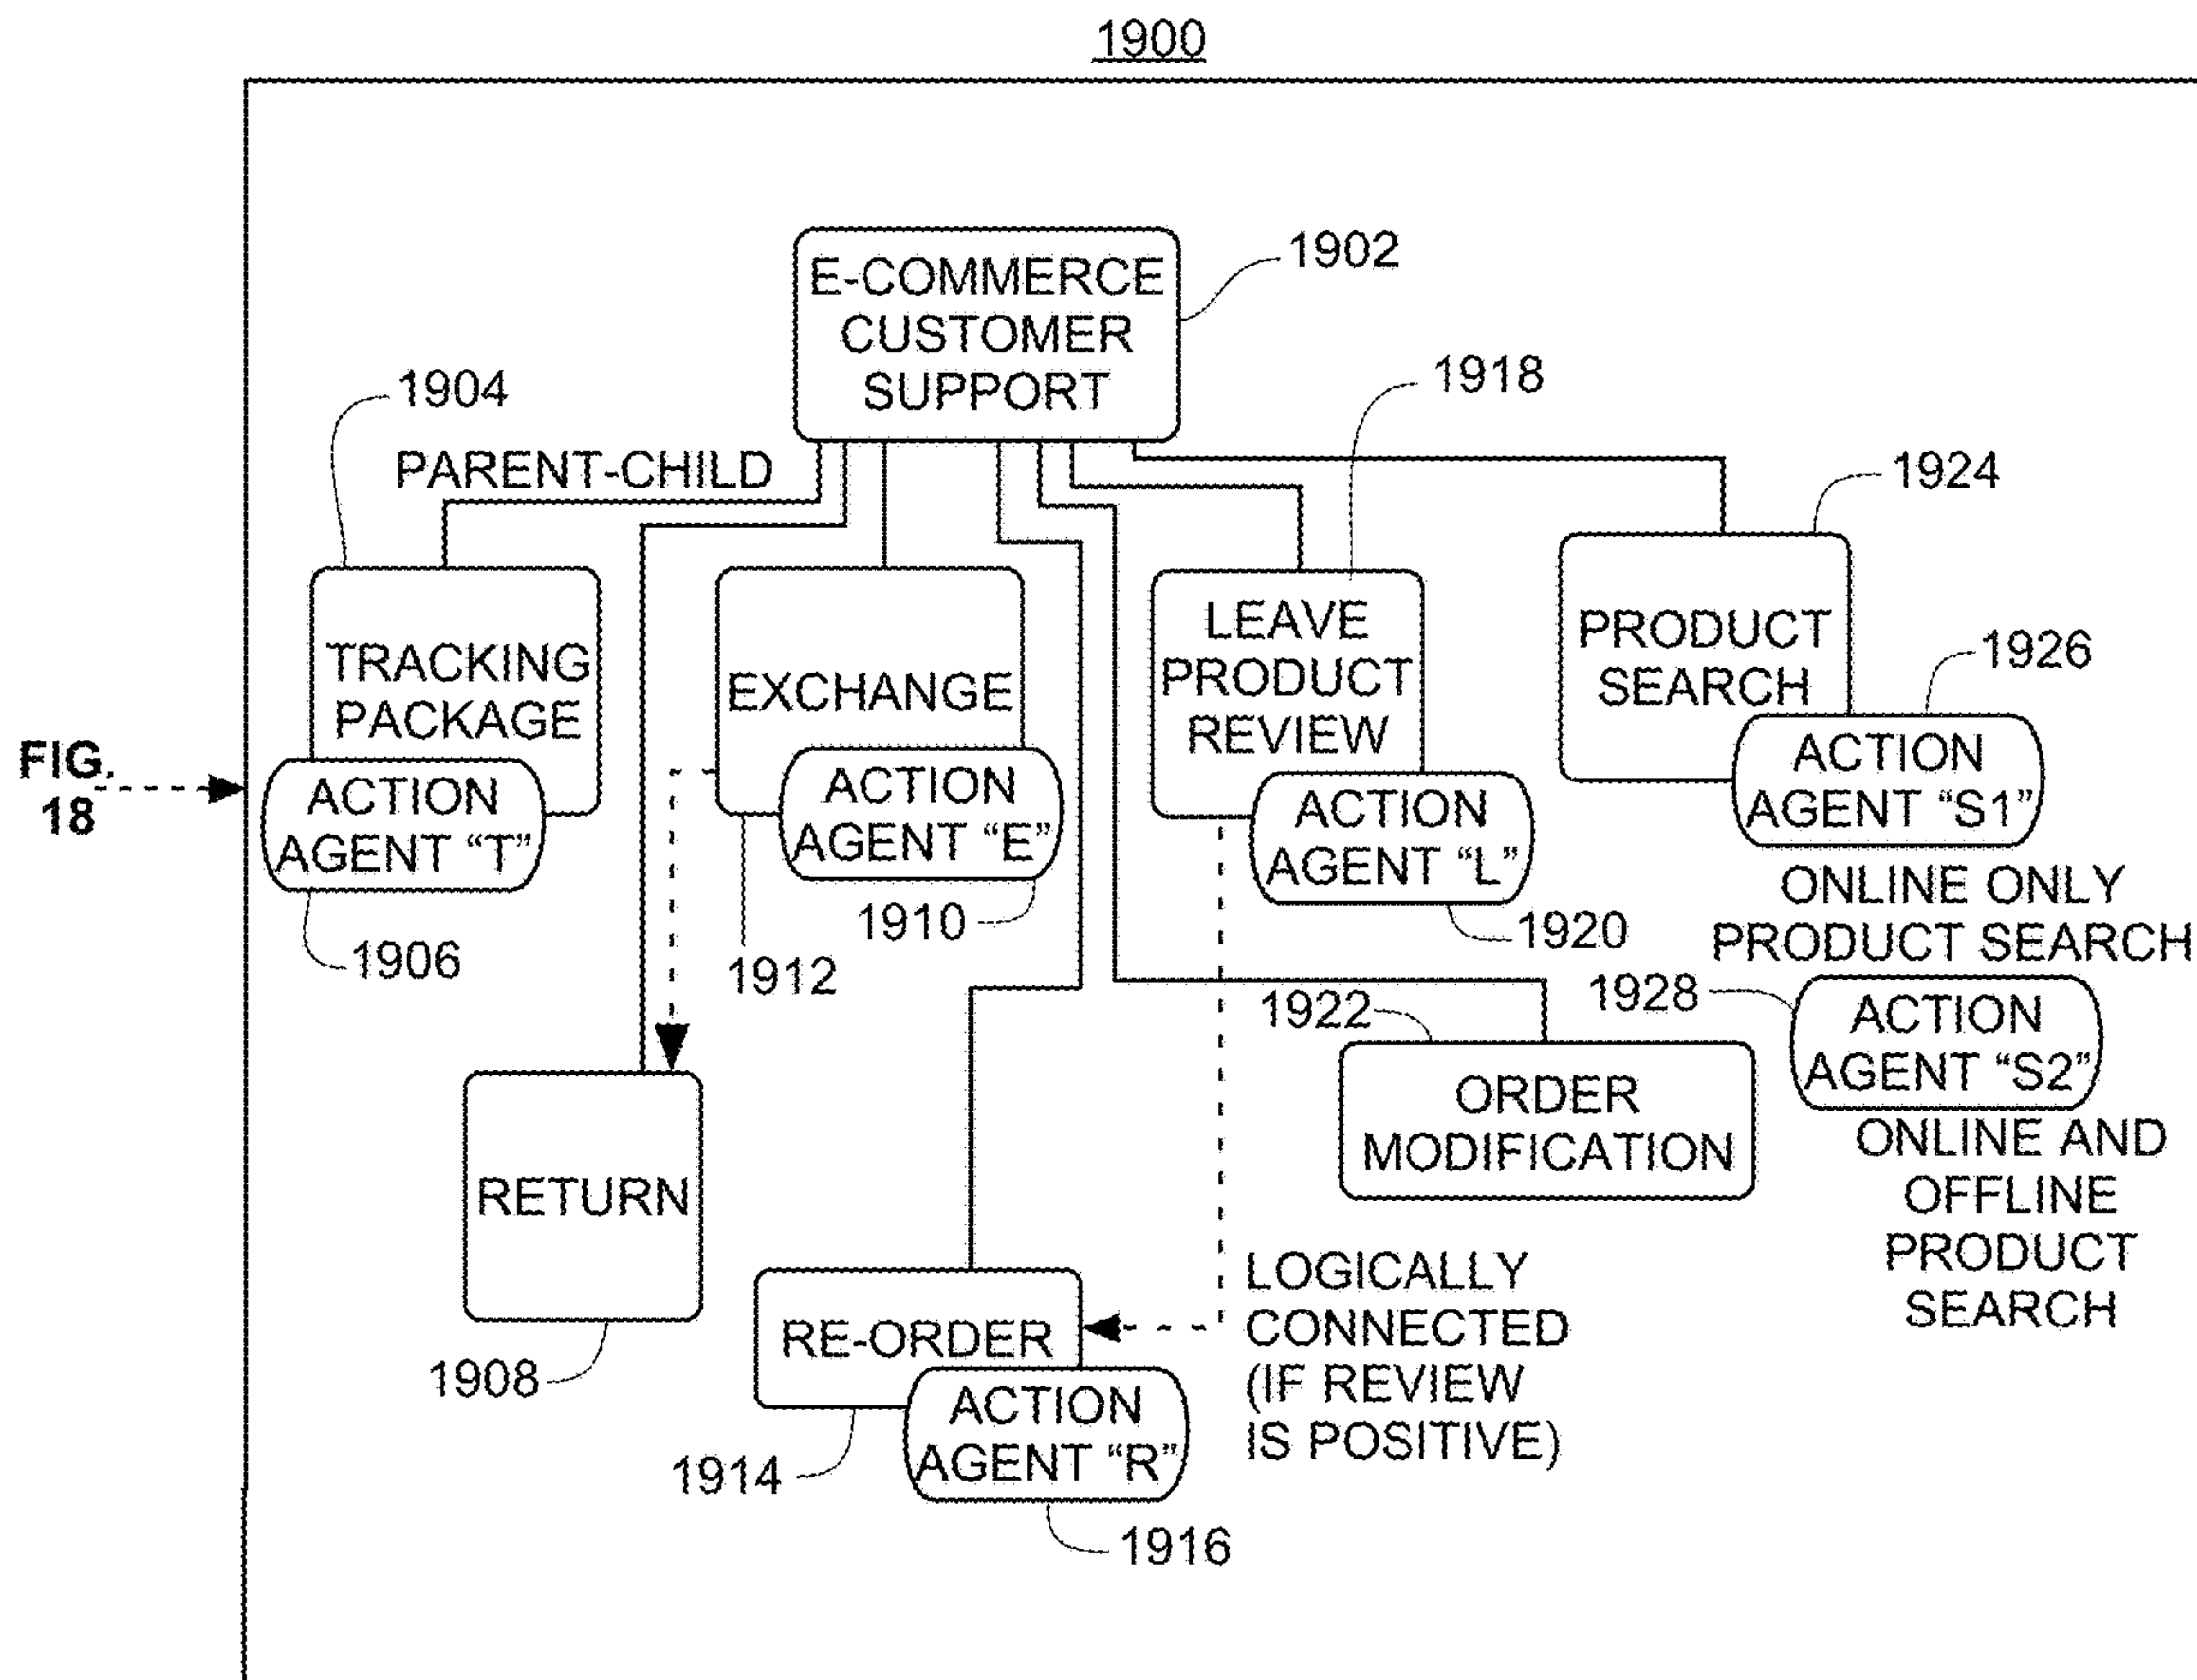 1900
E-COMMERCE
CUSTOMER
SUPPORT
1902
1904
PARENT-CHILD
1918
1924
TRACKING
PACKAGE
ACTION
AGENT “T”
1906
EXCHANGE
ACTION
AGENT “E”
1910
1912
LEAVE
PRODUCT
REVIEW
ACTION
AGENT “L”
1920
PRODUCT
SEARCH
1926
ACTION
AGENT “S1”
ONLINE ONLY
PRODUCT SEARCH
1928
ACTION
AGENT “S2”
ONLINE AND
OFFLINE
PRODUCT
SEARCH
FIG.
18
1922
ORDER
MODIFICATION
RETURN
1908
RE-ORDER
ACTION
AGENT “R”
1914
1916
LOGICALLY
CONNECTED
(IF REVIEW
IS POSITIVE)